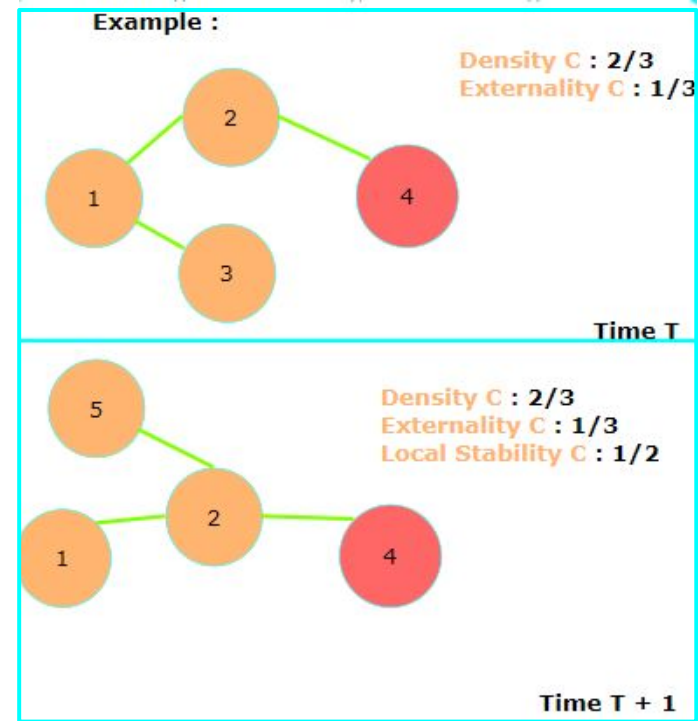 Example :
Density C : 2/3
Externality C : 1/3
2
1
4
3
Time T
5
Density C : 2/3
Externality C : 1/3
Local Stability C : 1/2
2
1
4
Time T + 1